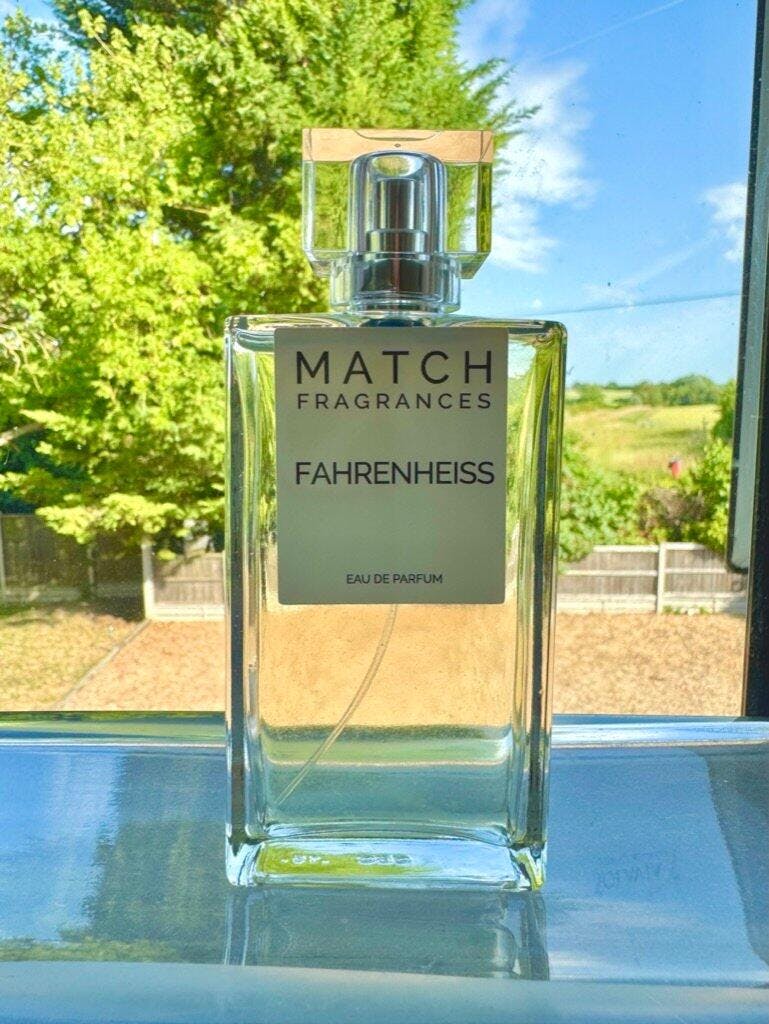 MATCH
FRAGRANCES
FAHRENHEISS
EAU DE PARFUM